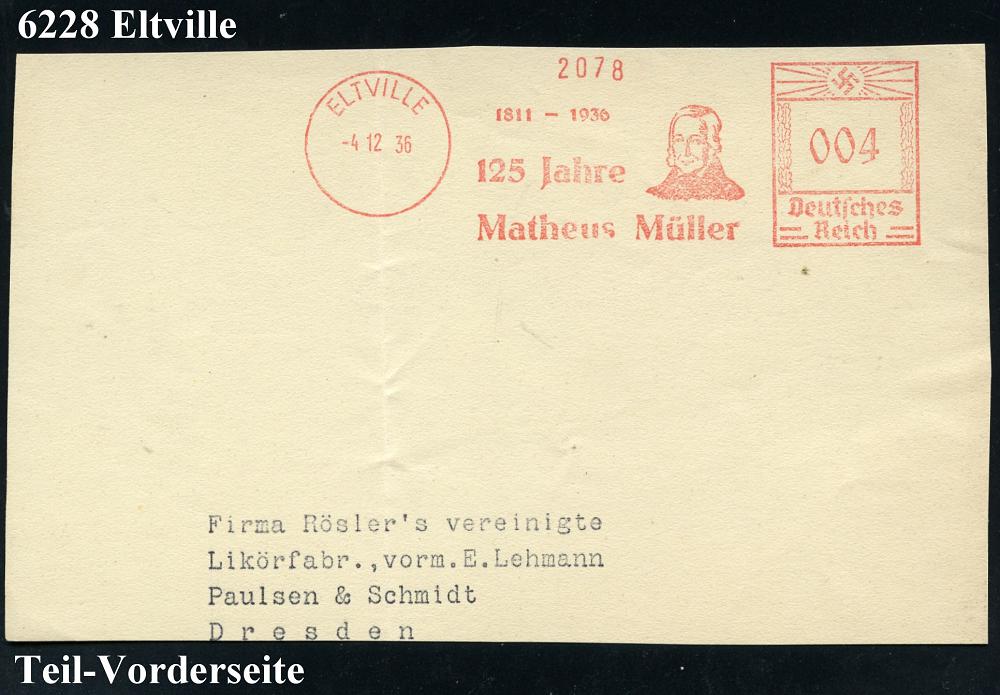 6228 Eltville
ELTVILLE
-4 12 36
2078
1811 - 1936
125 Jahre
Matheus Müller
004
Deutsches
Reich
Firma Rösler's vereinigte
Likörfabr.,vorm.E.Lehmann
Paulsen & Schmidt
D r e s d e n
Teil-Vorderseite